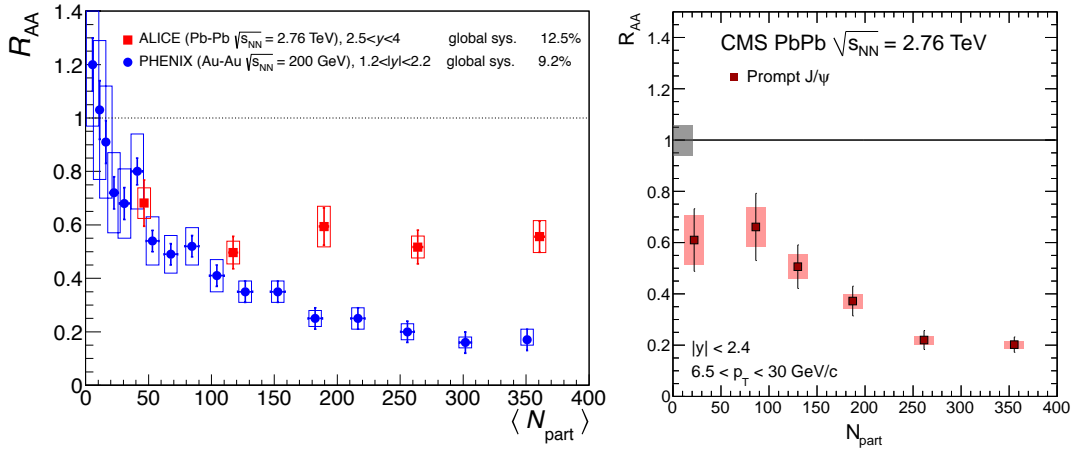 R_AA
1.4
1.2
1
0.8
0.6
0.4
0.2
0
ALICE (Pb-Pb √s_NN = 2.76 TeV), 2.5<y<4 global sys. 12.5%
PHENIX (Au-Au √s_NN = 200 GeV), 1.2<|y|<2.2 global sys. 9.2%
0 50 100 150 200 250 300 350 400
⟨ N_part ⟩
R_AA
1.4
1.2
1
0.8
0.6
0.4
0.2
0
CMS PbPb √s_NN = 2.76 TeV
Prompt J/ψ
|y| < 2.4
6.5 < p_T < 30 GeV/c
0 50 100 150 200 250 300 350 400
N_part